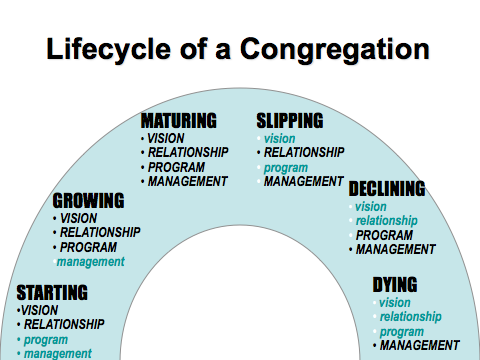 Lifecycle of a Congregation
MATURING
• VISION
• RELATIONSHIP
• PROGRAM
• MANAGEMENT
SLIPPING
• vision
• RELATIONSHIP
• program
• MANAGEMENT
GROWING
• VISION
• RELATIONSHIP
• PROGRAM
•management
DECLINING
• vision
• relationship
• PROGRAM
• MANAGEMENT
STARTING
•VISION
• RELATIONSHIP
• program
• management
DYING
• vision
• relationship
• program
• MANAGEMENT